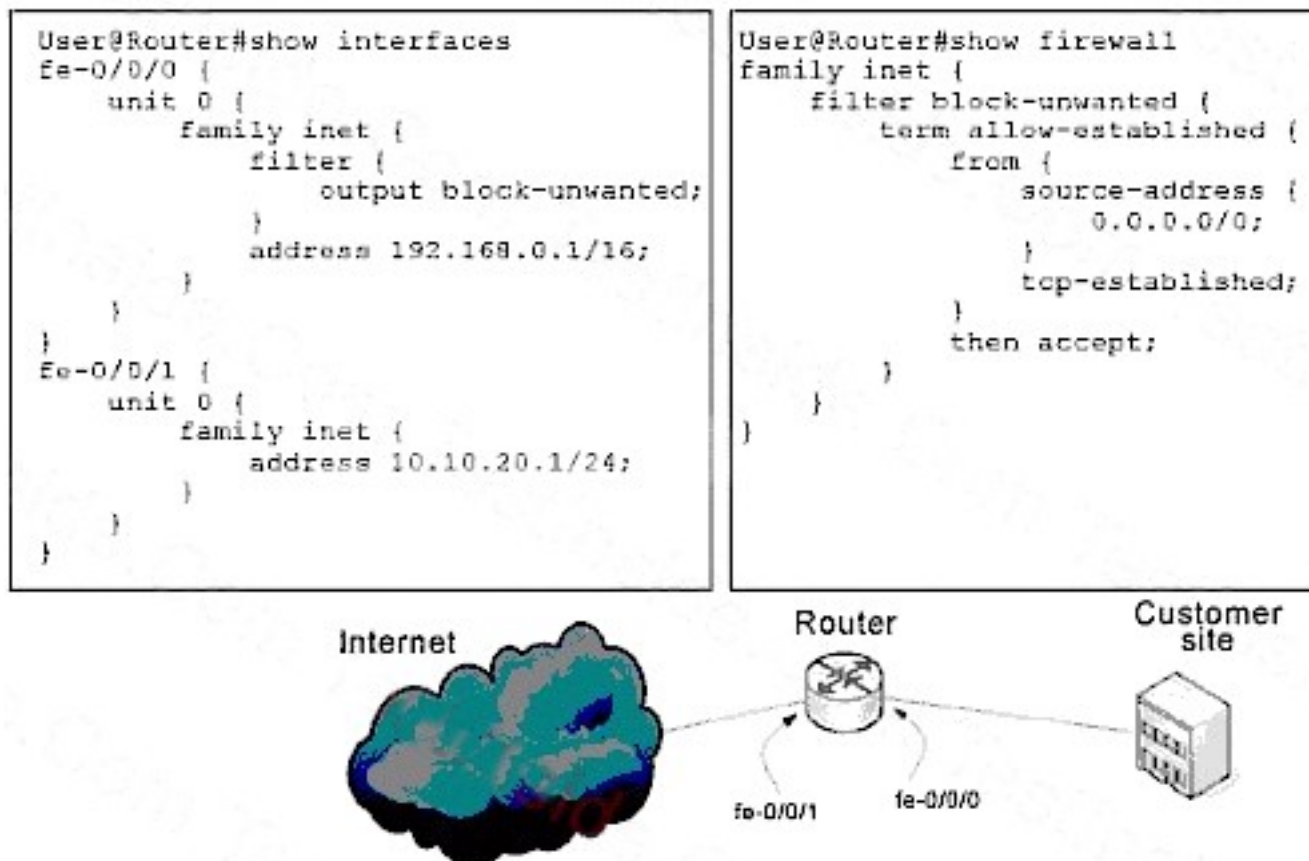 User@Router#show interfaces
fe-0/0/0 {
    unit 0 {
        family inet {
            filter {
                output block-unwanted;
            }
            address 192.168.0.1/16;
        }
    }
}
fe-0/0/1 {
    unit 0 {
        family inet {
            address 10.10.20.1/24;
        }
    }
}
User@Router#show firewall
family inet {
    filter block-unwanted {
        term allow-established {
            from {
                source-address {
                    0.0.0.0/0;
                }
                tcp-established;
            }
            then accept;
        }
    }
}
Internet
Router
Customer
site
fe-0/0/1
fe-0/0/0